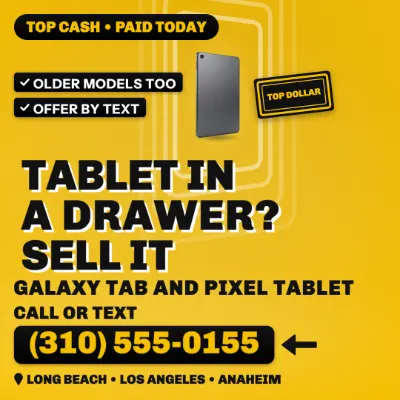 TOP CASH • PAID TODAY
✓ OLDER MODELS TOO
✓ OFFER BY TEXT
TOP DOLLAR
TABLET IN
A DRAWER?
SELL IT
GALAXY TAB AND PIXEL TABLET
CALL OR TEXT
(310) 555-0155
LONG BEACH • LOS ANGELES • ANAHEIM